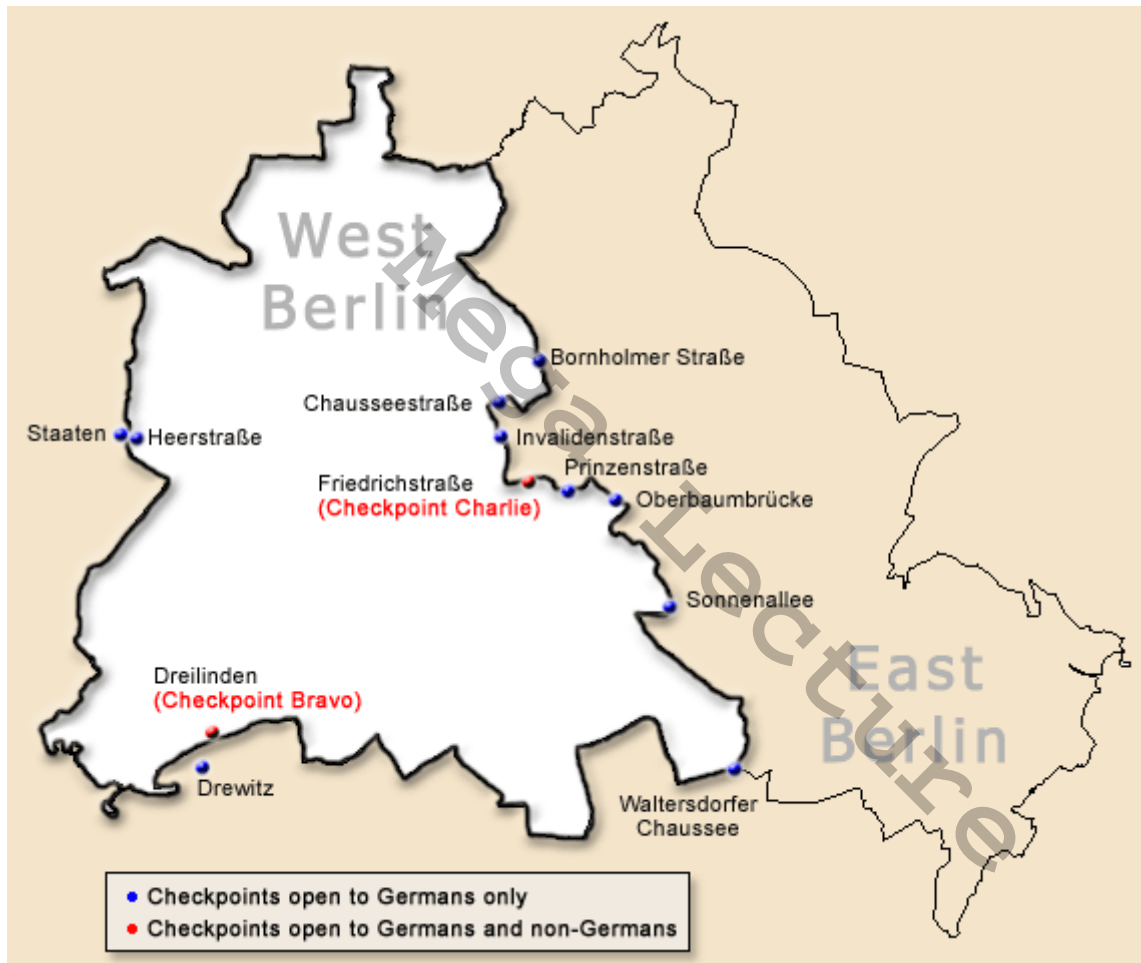 West
Berlin
Bornholmer Straße
Chausseestraße
Staaten
Heerstraße
Invalidenstraße
Prinzenstraße
Friedrichstraße
(Checkpoint Charlie)
Oberbaumbrücke
Sonnenallee
Dreilinden
(Checkpoint Bravo)
East
Berlin
Drewitz
Waltersdorfer
Chaussee
Checkpoints open to Germans only
Checkpoints open to Germans and non-Germans
Mega Lecture